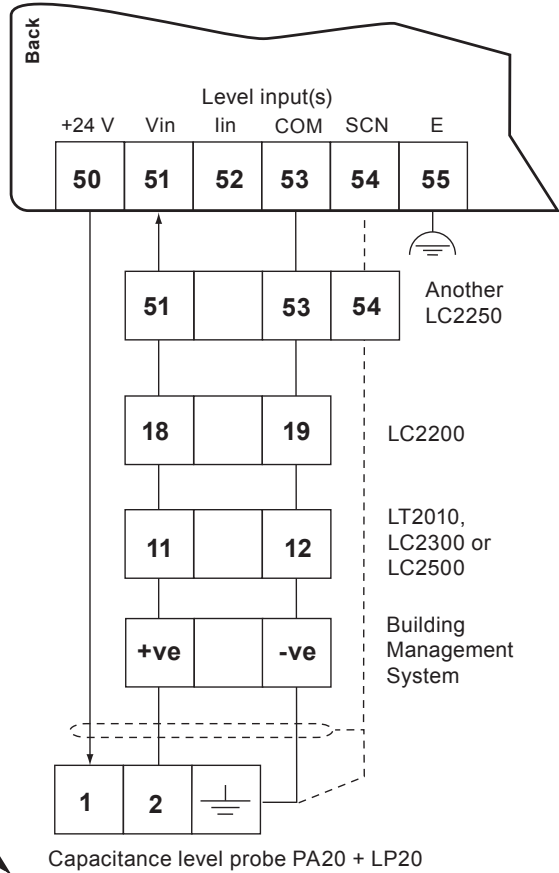 Back
Level input(s)
+24 V Vin Iin COM SCN E
50 51 52 53 54 55
51 53 54
Another
LC2250
18 19
LC2200
11 12
LT2010,
LC2300 or
LC2500
+ve -ve
Building
Management
System
1 2
Capacitance level probe PA20 + LP20